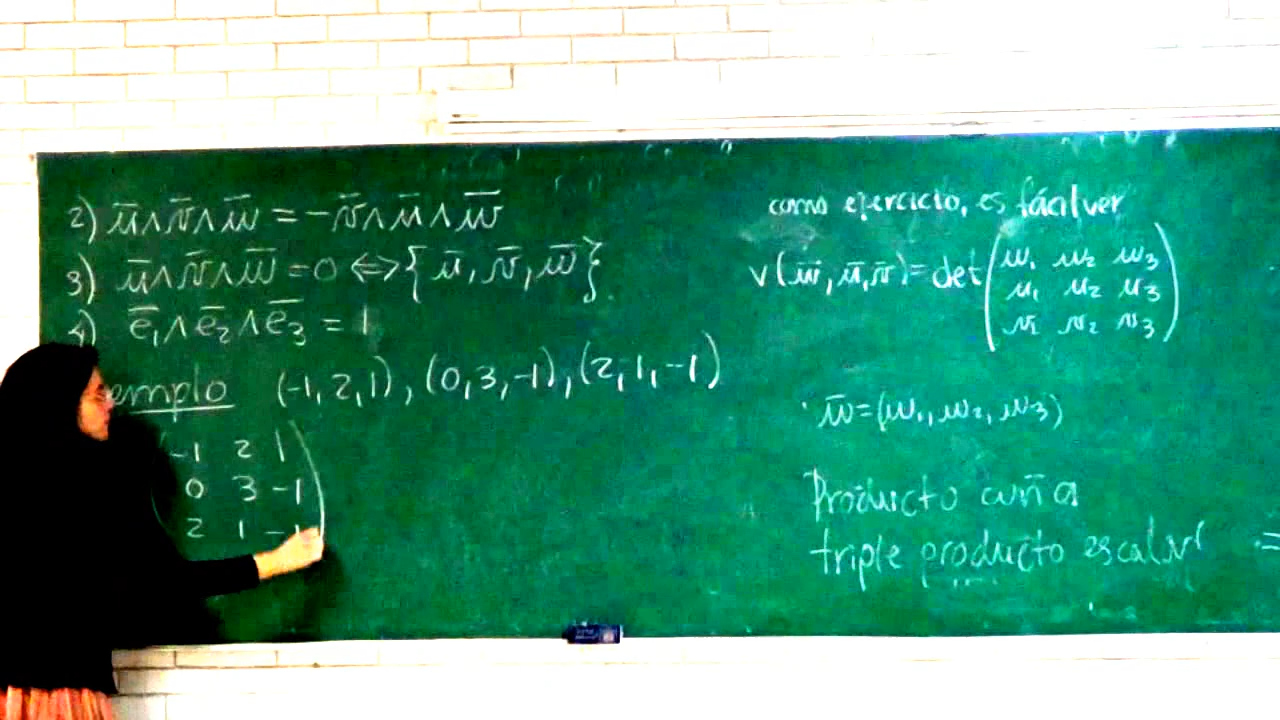 2) ū∧v̄∧w̄ = -v̄∧ū∧w̄
3) ū∧v̄∧w̄ = 0 ⇔ {ū, v̄, w̄}.
4) ē₁∧ē₂∧ē₃ = 1
emplo (-1, 2, 1), (0, 3, -1), (2, 1, -1)
-1 2 1
0 3 -1
2 1 -1
como ejercicio, es fácil ver
v(w̄, ū, v̄) = det
w₁ w₂ w₃
u₁ u₂ u₃
v₁ v₂ v₃
w̄ = (w₁, w₂, w₃)
Producto cuña
triple producto escalar =